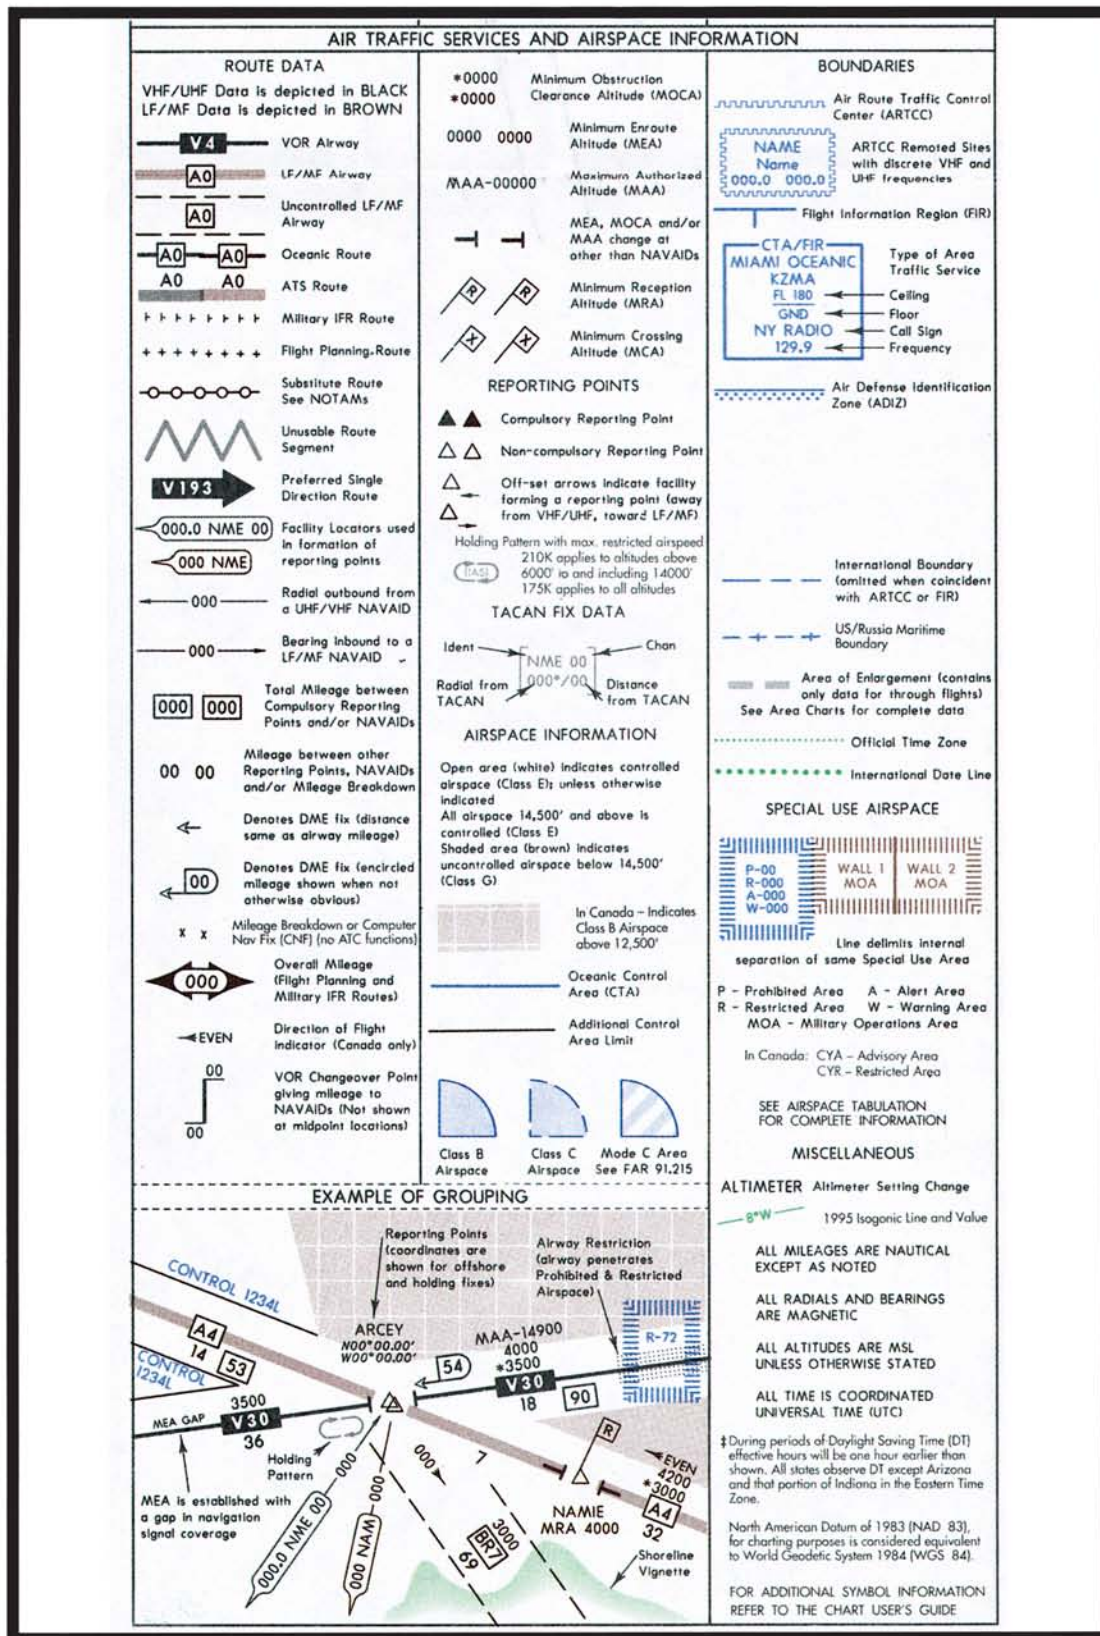 AIR TRAFFIC SERVICES AND AIRSPACE INFORMATION
ROUTE DATA
VHF/UHF Data is depicted in BLACK
LF/MF Data is depicted in BROWN
V4
VOR Airway
A0
LF/MF Airway
A0
Uncontrolled LF/MF
Airway
A0 A0
Oceanic Route
A0 A0
ATS Route
Military IFR Route
Flight Planning Route
Substitute Route
See NOTAMs
Unusable Route
Segment
V193
Preferred Single
Direction Route
000.0 NME 00
000 NME
Facility Locators used
in formation of
reporting points
000
Radial outbound from
a UHF/VHF NAVAID
000
Bearing Inbound to a
LF/MF NAVAID
000 000
Total Mileage between
Compulsory Reporting
Points and/or NAVAIDs
00 00
Mileage between other
Reporting Points, NAVAIDs
and/or Mileage Breakdown
Denotes DME fix (distance
same as airway mileage)
00
Denotes DME fix (encircled
mileage shown when not
otherwise obvious)
x x
Mileage Breakdown or Computer
Nav Fix (CNF) (no ATC functions)
000
Overall Mileage
(Flight Planning and
Military IFR Routes)
EVEN
Direction of Flight
Indicator (Canada only)
00
00
VOR Changeover Point
giving mileage to
NAVAIDs (Not shown
at midpoint locations)
*0000
*0000
Minimum Obstruction
Clearance Altitude (MOCA)
0000 0000
Minimum Enroute
Altitude (MEA)
MAA-00000
Maximum Authorized
Altitude (MAA)
MEA, MOCA and/or
MAA change at
other than NAVAIDs
R R
Minimum Reception
Altitude (MRA)
X X
Minimum Crossing
Altitude (MCA)
REPORTING POINTS
Compulsory Reporting Point
Non-compulsory Reporting Point
Off-set arrows indicate facility
forming a reporting point (away
from VHF/UHF, toward LF/MF)
Holding Pattern with max. restricted airspeed
(IAS)
210K applies to altitudes above
6000' to and including 14000'
175K applies to all altitudes
TACAN FIX DATA
Ident
Chan
NME 00
000°/00
Radial from
TACAN
Distance
from TACAN
AIRSPACE INFORMATION
Open area (white) indicates controlled
airspace (Class E); unless otherwise
indicated
All airspace 14,500' and above is
controlled (Class E)
Shaded area (brown) indicates
uncontrolled airspace below 14,500'
(Class G)
In Canada - Indicates
Class B Airspace
above 12,500'
Oceanic Control
Area (CTA)
Additional Control
Area Limit
Class B
Airspace
Class C
Airspace
Mode C Area
See FAR 91.215
BOUNDARIES
Air Route Traffic Control
Center (ARTCC)
NAME
Name
000.0 000.0
ARTCC Remoted Sites
with discrete VHF and
UHF frequencies
Flight Information Region (FIR)
CTA/FIR
MIAMI OCEANIC
KZMA
FL 180
GND
NY RADIO
129.9
Type of Area
Traffic Service
Ceiling
Floor
Call Sign
Frequency
Air Defense Identification
Zone (ADIZ)
International Boundary
(omitted when coincident
with ARTCC or FIR)
US/Russia Maritime
Boundary
Area of Enlargement (contains
only data for through flights)
See Area Charts for complete data
Official Time Zone
International Date Line
SPECIAL USE AIRSPACE
P-00
R-000
A-000
W-000
WALL 1
MOA
WALL 2
MOA
Line delimits internal
separation of same Special Use Area
P - Prohibited Area A - Alert Area
R - Restricted Area W - Warning Area
MOA - Military Operations Area
In Canada: CYA - Advisory Area
CYR - Restricted Area
SEE AIRSPACE TABULATION
FOR COMPLETE INFORMATION
MISCELLANEOUS
ALTIMETER Altimeter Setting Change
8°W
1995 Isogonic Line and Value
ALL MILEAGES ARE NAUTICAL
EXCEPT AS NOTED
ALL RADIALS AND BEARINGS
ARE MAGNETIC
ALL ALTITUDES ARE MSL
UNLESS OTHERWISE STATED
ALL TIME IS COORDINATED
UNIVERSAL TIME (UTC)
‡During periods of Daylight Saving Time (DT)
effective hours will be one hour earlier than
shown. All states observe DT except Arizona
and that portion of Indiana in the Eastern Time
Zone.
North American Datum of 1983 (NAD 83),
for charting purposes is considered equivalent
to World Geodetic System 1984 (WGS 84).
FOR ADDITIONAL SYMBOL INFORMATION
REFER TO THE CHART USER'S GUIDE
EXAMPLE OF GROUPING
Reporting Points
(coordinates are
shown for offshore
and holding fixes)
Airway Restriction
(airway penetrates
Prohibited & Restricted
Airspace)
CONTROL 1234L
A4
14
53
CONTROL
1234L
ARCEY
N00°00.00'
W00°00.00'
MAA-14900
4000
*3500
54
V30
18
90
R-72
3500
MEA GAP
V30
36
Holding
Pattern
MEA is established with
a gap in navigation
signal coverage
000
000.0 NME 00
000
000 NAM
000
7
3000
BR7
69
R
NAMIE
MRA 4000
EVEN
4200
*3000
A4
32
Shoreline
Vignette